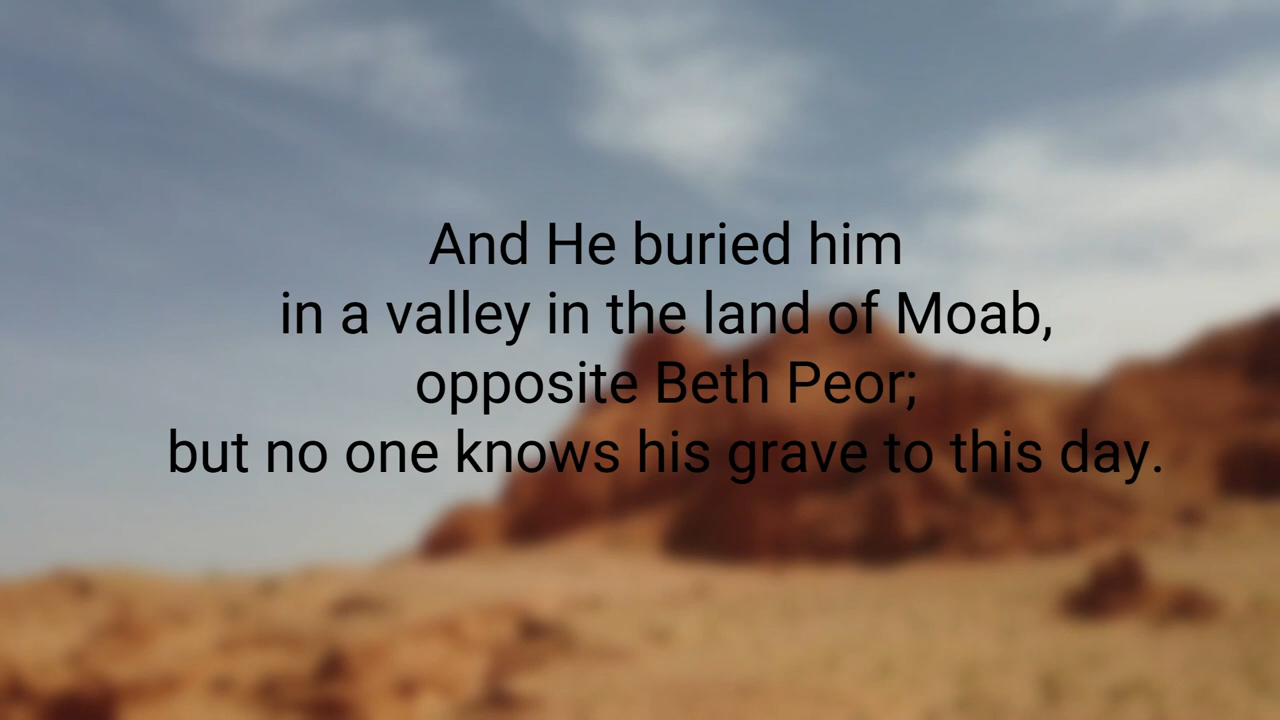 And He buried him
in a valley in the land of Moab,
opposite Beth Peor;
but no one knows his grave to this day.